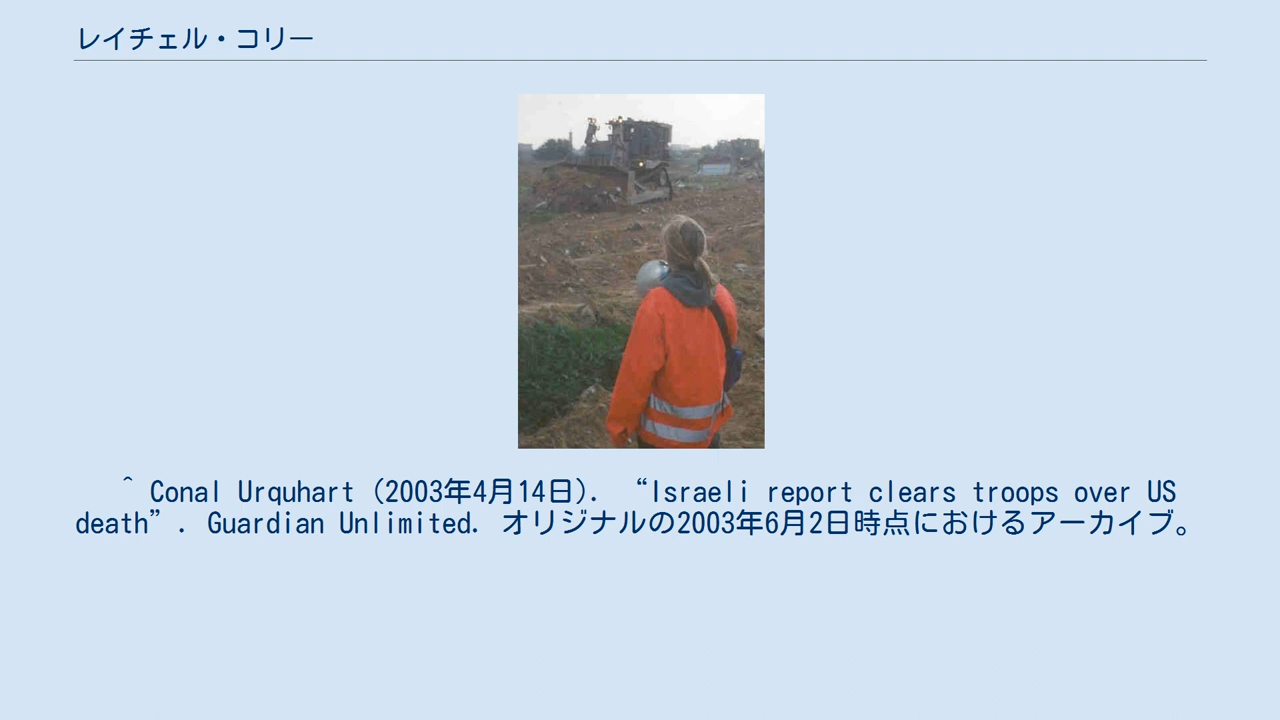 レイチェル・コリー
^ Conal Urquhart (2003年4月14日). “Israeli report clears troops over US
death”. Guardian Unlimited. オリジナルの2003年6月2日時点におけるアーカイブ。